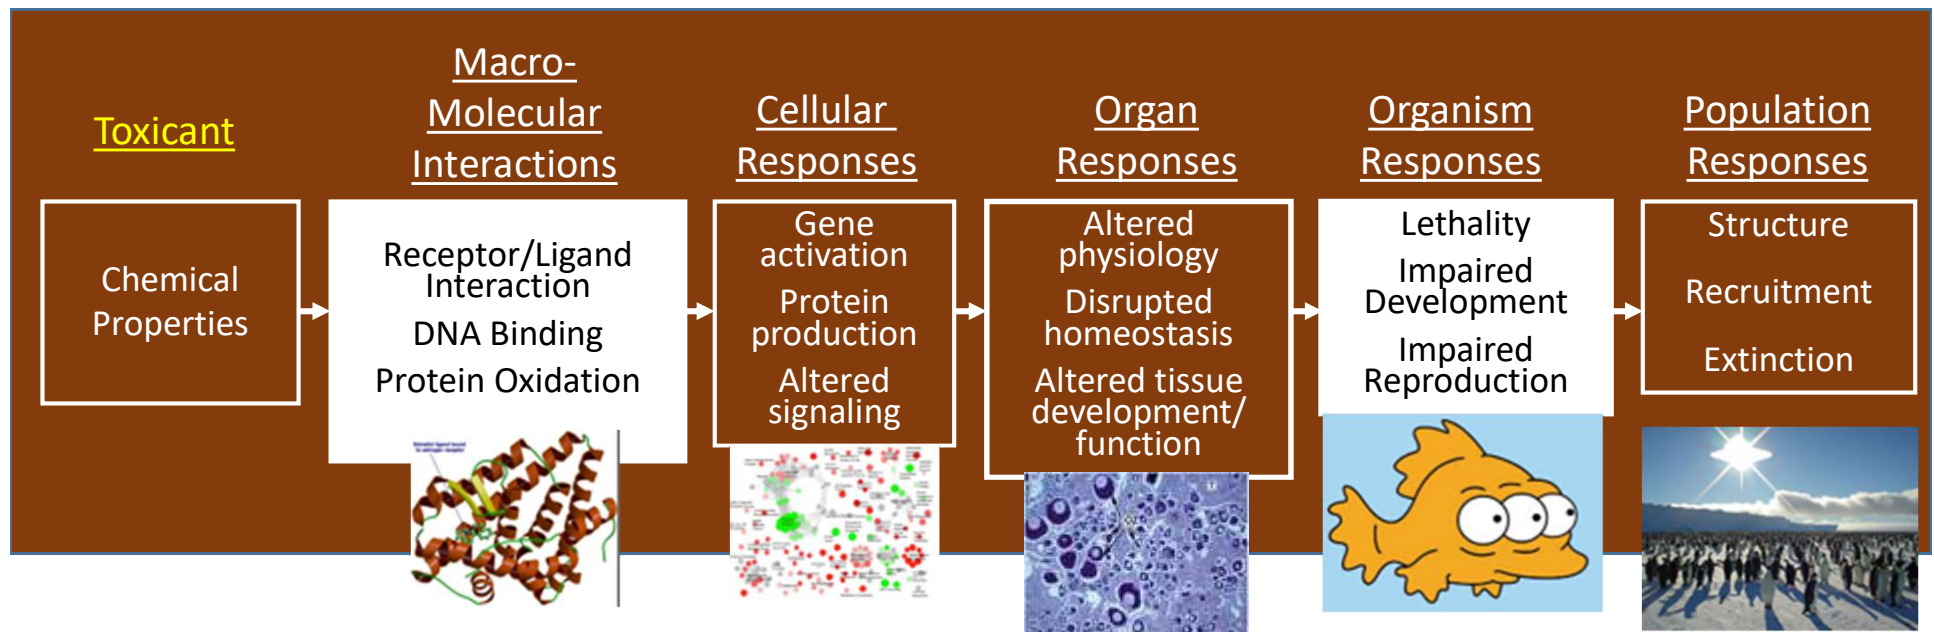 Toxicant
Chemical
Properties
Macro-
Molecular
Interactions
Receptor/Ligand
Interaction
DNA Binding
Protein Oxidation
Cellular
Responses
Gene
activation
Protein
production
Altered
signaling
Organ
Responses
Altered
physiology
Disrupted
homeostasis
Altered tissue
development/
function
Organism
Responses
Lethality
Impaired
Development
Impaired
Reproduction
Population
Responses
Structure
Recruitment
Extinction